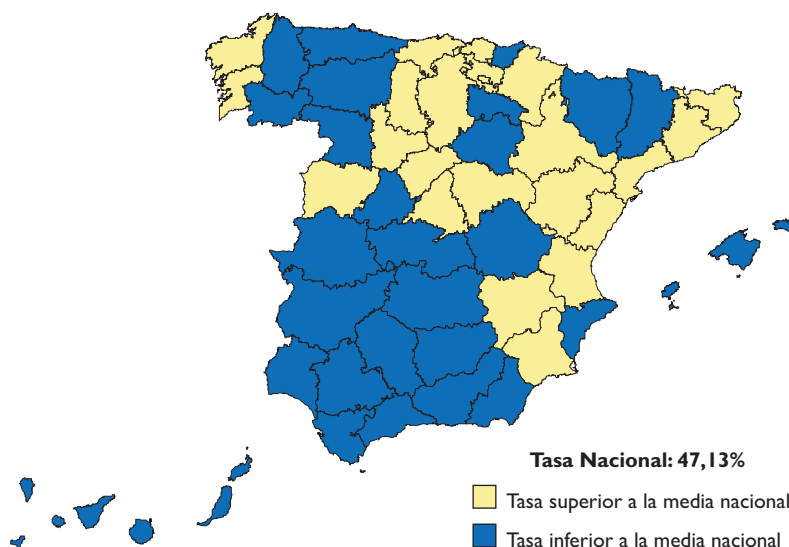 Tasa Nacional: 47,13%
Tasa superior a la media nacional
Tasa inferior a la media nacional